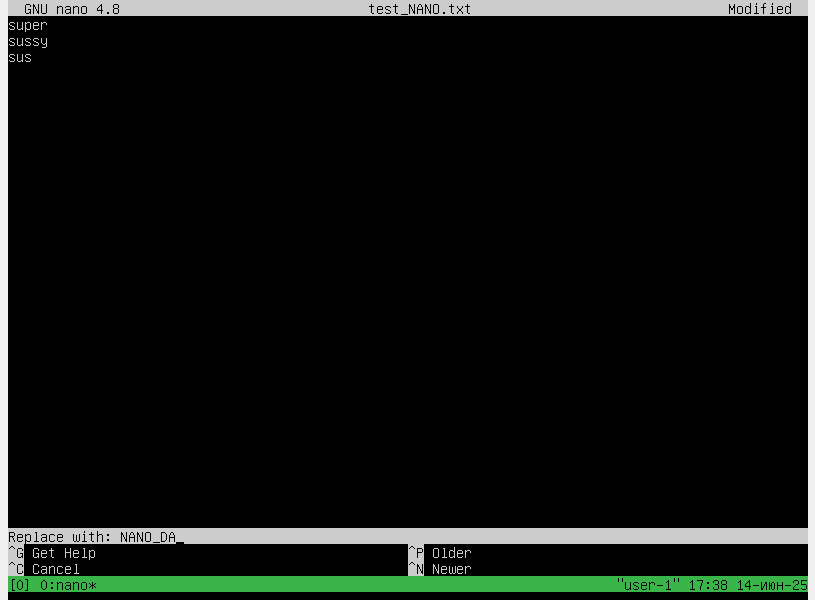 GNU nano 4.8 test_NANO.txt Modified
super
sussy
sus
Replace with: NANO_DA_
^G Get Help ^P Older
^C Cancel ^N Newer
[0] 0:nano* "user-1" 17:38 14-июн-25